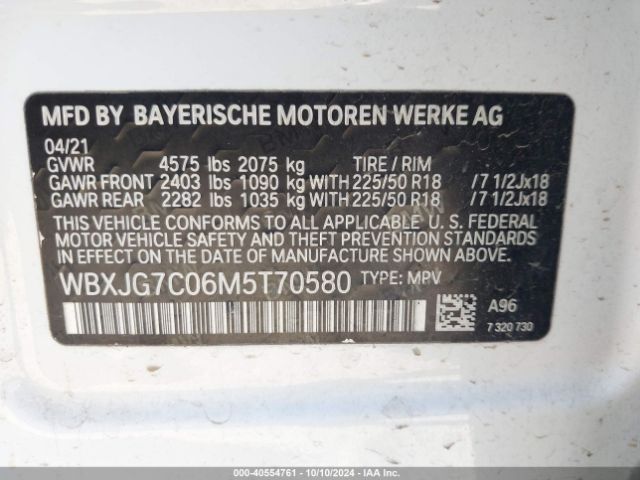 MFD BY BAYERISCHE MOTOREN WERKE AG
04/21
GVWR 4575 lbs 2075 kg TIRE / RIM
GAWR FRONT 2403 lbs 1090 kg WITH 225/50 R18 /7 1/2Jx18
GAWR REAR 2282 lbs 1035 kg WITH 225/50 R18 /7 1/2Jx18
THIS VEHICLE CONFORMS TO ALL APPLICABLE U. S. FEDERAL
MOTOR VEHICLE SAFETY AND THEFT PREVENTION STANDARDS
IN EFFECT ON THE DATE OF MANUFACTURE SHOWN ABOVE.
WBXJG7C06M5T70580 TYPE: MPV
A96
7 320 730
000-40554761 - 10/10/2024 - IAAI.COM